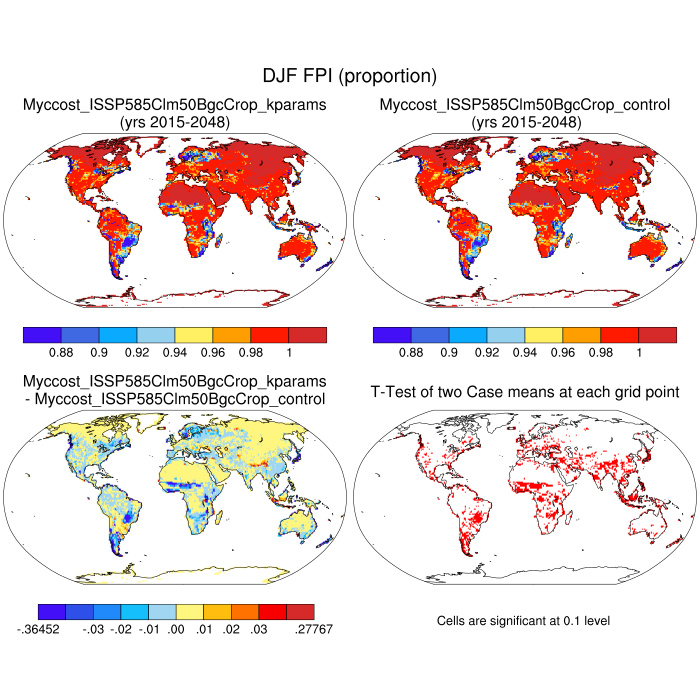 DJF FPI (proportion)
Myccost_ISSP585Clm50BgcCrop_kparams
(yrs 2015-2048)
Myccost_ISSP585Clm50BgcCrop_control
(yrs 2015-2048)
0.88 0.9 0.92 0.94 0.96 0.98 1
0.88 0.9 0.92 0.94 0.96 0.98 1
Myccost_ISSP585Clm50BgcCrop_kparams
- Myccost_ISSP585Clm50BgcCrop_control
T-Test of two Case means at each grid point
-.36452 -.03 -.02 -.01 .00 .01 .02 .03 .27767
Cells are significant at 0.1 level